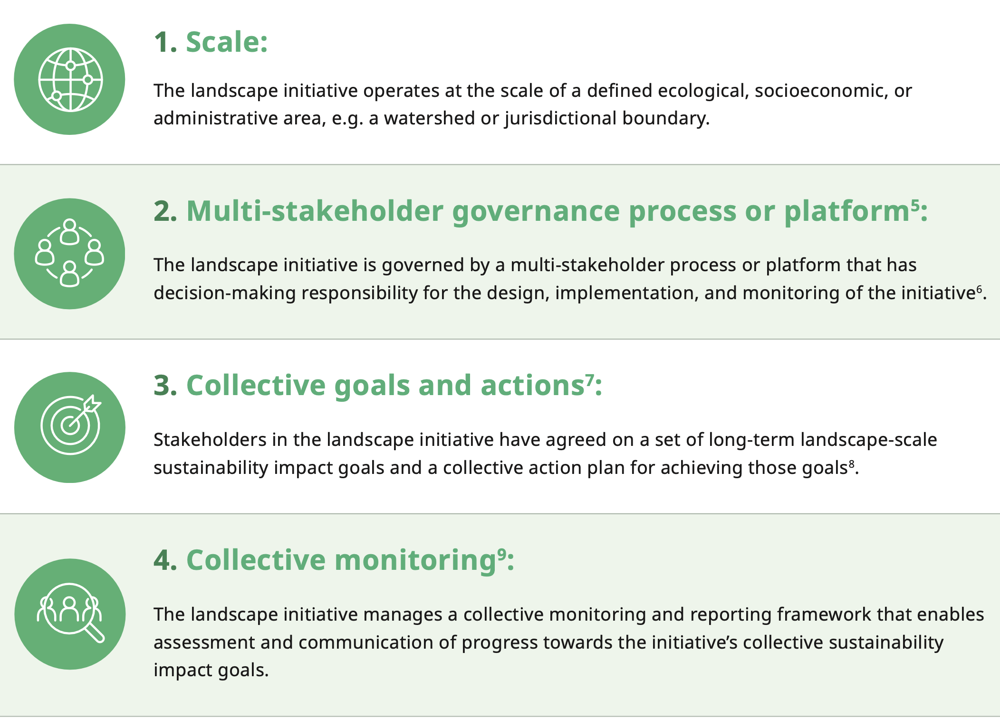 1. Scale:
The landscape initiative operates at the scale of a defined ecological, socioeconomic, or
administrative area, e.g. a watershed or jurisdictional boundary.
2. Multi-stakeholder governance process or platform⁵:
The landscape initiative is governed by a multi-stakeholder process or platform that has
decision-making responsibility for the design, implementation, and monitoring of the initiative⁶.
3. Collective goals and actions⁷:
Stakeholders in the landscape initiative have agreed on a set of long-term landscape-scale
sustainability impact goals and a collective action plan for achieving those goals⁸.
4. Collective monitoring⁹:
The landscape initiative manages a collective monitoring and reporting framework that enables
assessment and communication of progress towards the initiative’s collective sustainability
impact goals.